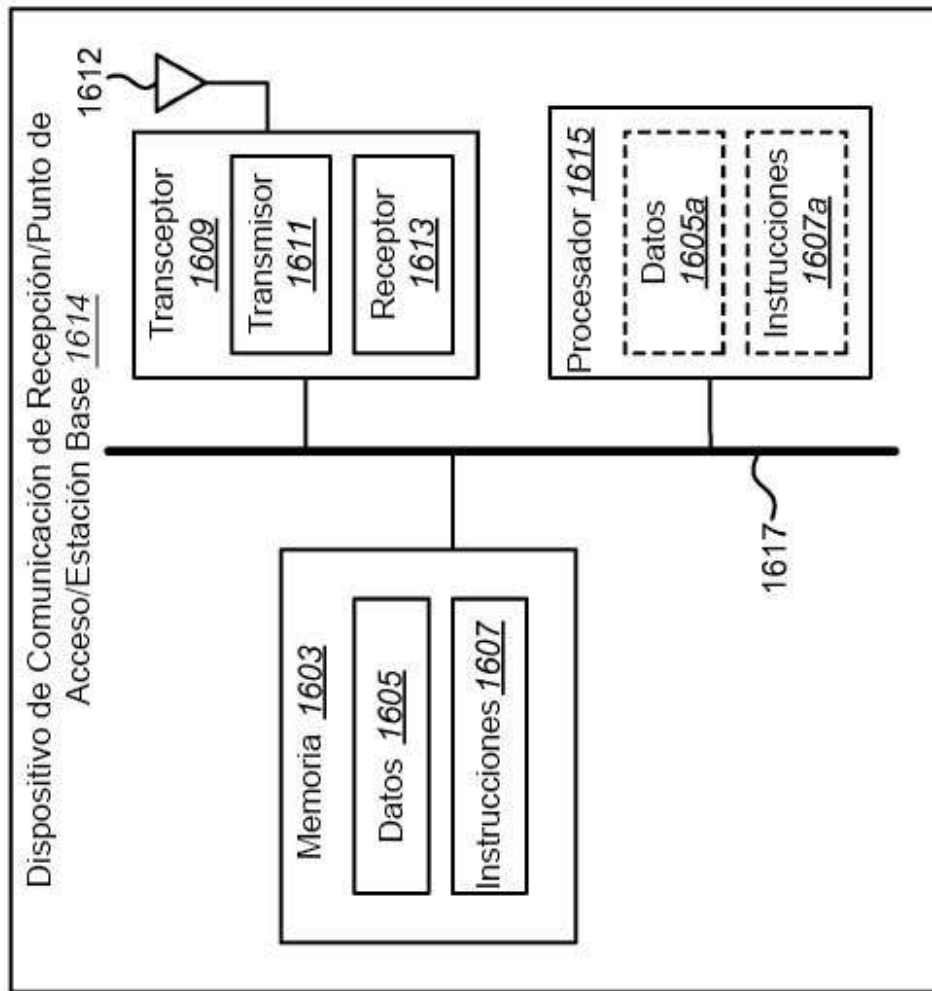 Dispositivo de Comunicación de Recepción/Punto de
Acceso/Estación Base 1614
Memoria 1603
Datos 1605
Instrucciones 1607
1612
Transceptor
1609
Transmisor
1611
Receptor
1613
Procesador 1615
Datos
1605a
Instrucciones
1607a
1617